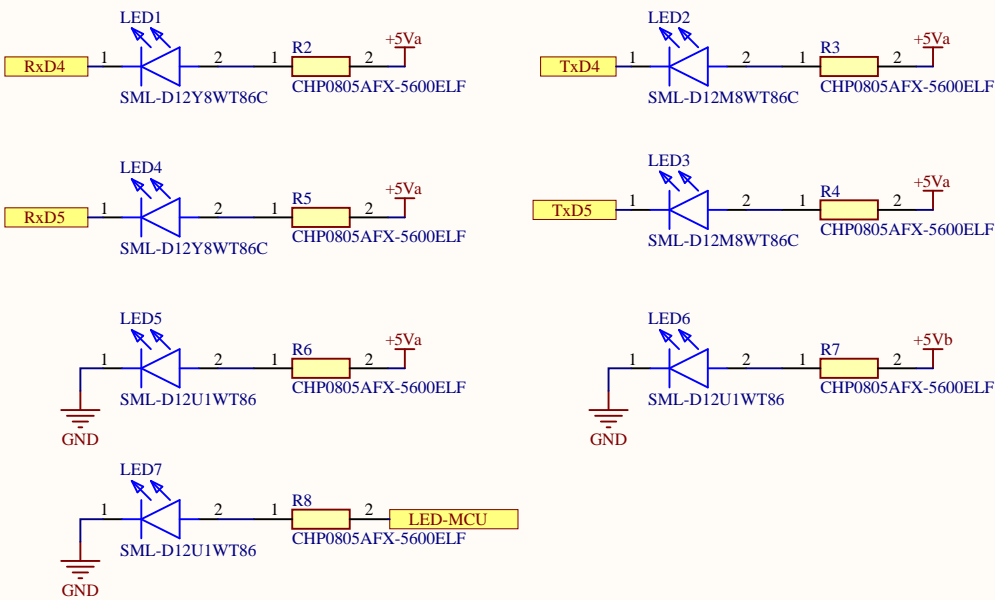 LED1
RxD4 1 2 1 R2 2 +5Va
SML-D12Y8WT86C
CHP0805AFX-5600ELF
LED2
TxD4 1 2 1 R3 2 +5Va
SML-D12M8WT86C
CHP0805AFX-5600ELF
LED4
RxD5 1 2 1 R5 2 +5Va
SML-D12Y8WT86C
CHP0805AFX-5600ELF
LED3
TxD5 1 2 1 R4 2 +5Va
SML-D12M8WT86C
CHP0805AFX-5600ELF
LED5
1 2 1 R6 2 +5Va
SML-D12U1WT86
CHP0805AFX-5600ELF
GND
LED6
1 2 1 R7 2 +5Vb
SML-D12U1WT86
CHP0805AFX-5600ELF
GND
LED7
1 2 1 R8 2 LED-MCU
SML-D12U1WT86
CHP0805AFX-5600ELF
GND